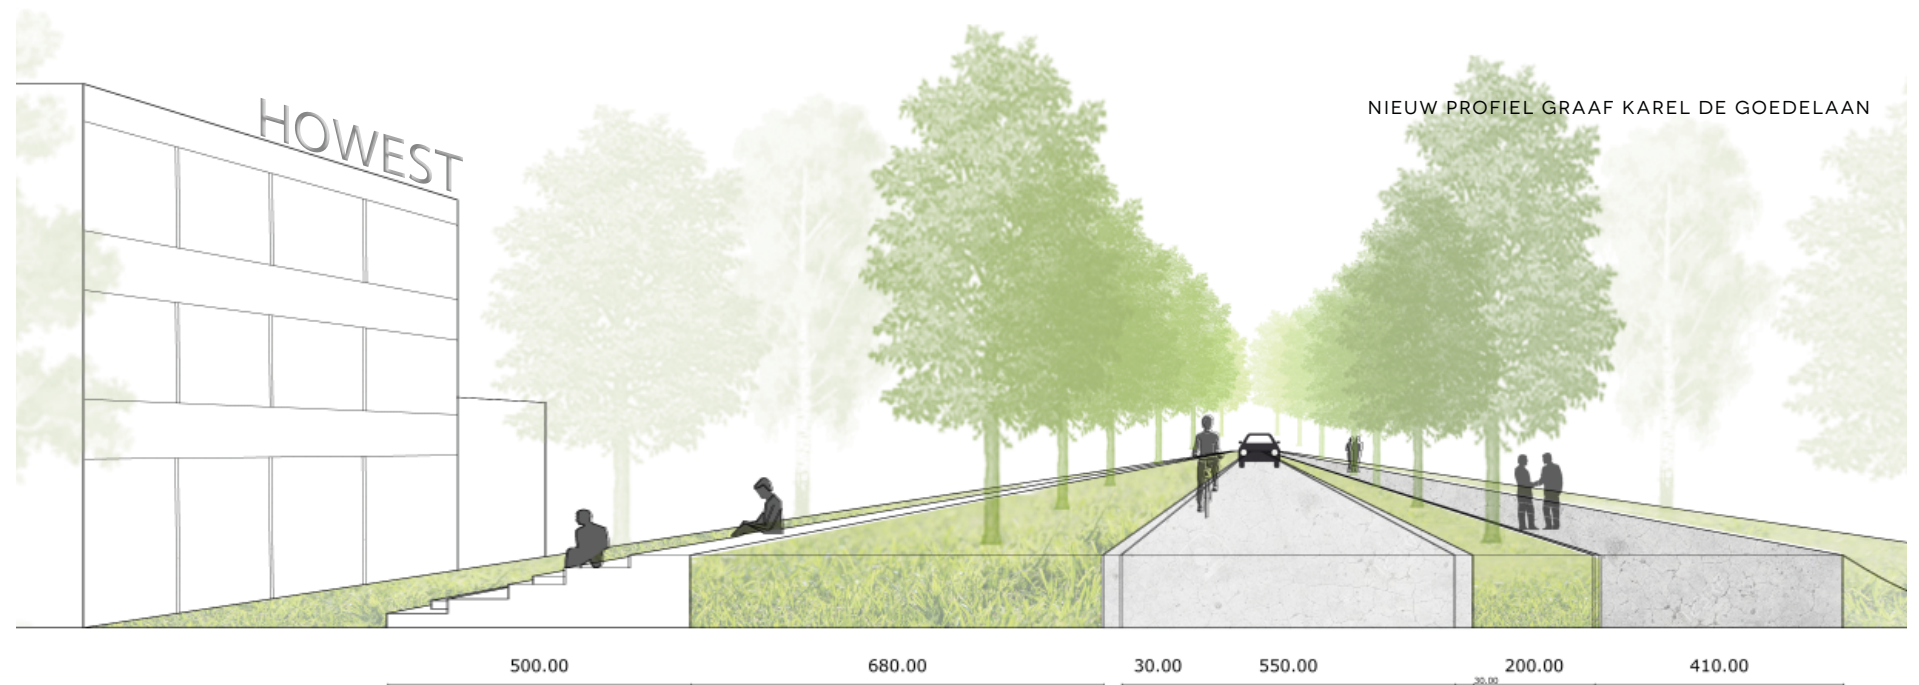 HOWEST
NIEUW PROFIEL GRAAF KAREL DE GOEDELAAN
500.00 680.00 30.00 550.00 30.00 200.00 410.00